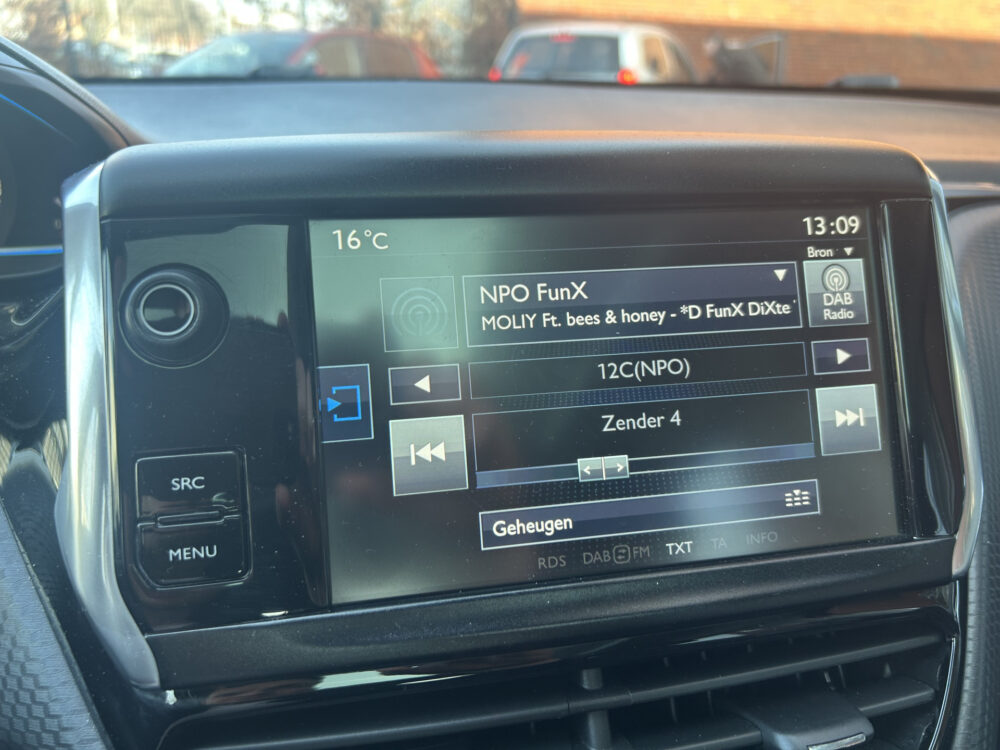 16°C
13:09
Bron
NPO FunX
MOLIY Ft. bees & honey - *D FunX DiXte
DAB
Radio
12C(NPO)
Zender 4
SRC
MENU
Geheugen
RDS DAB FM TXT TA INFO